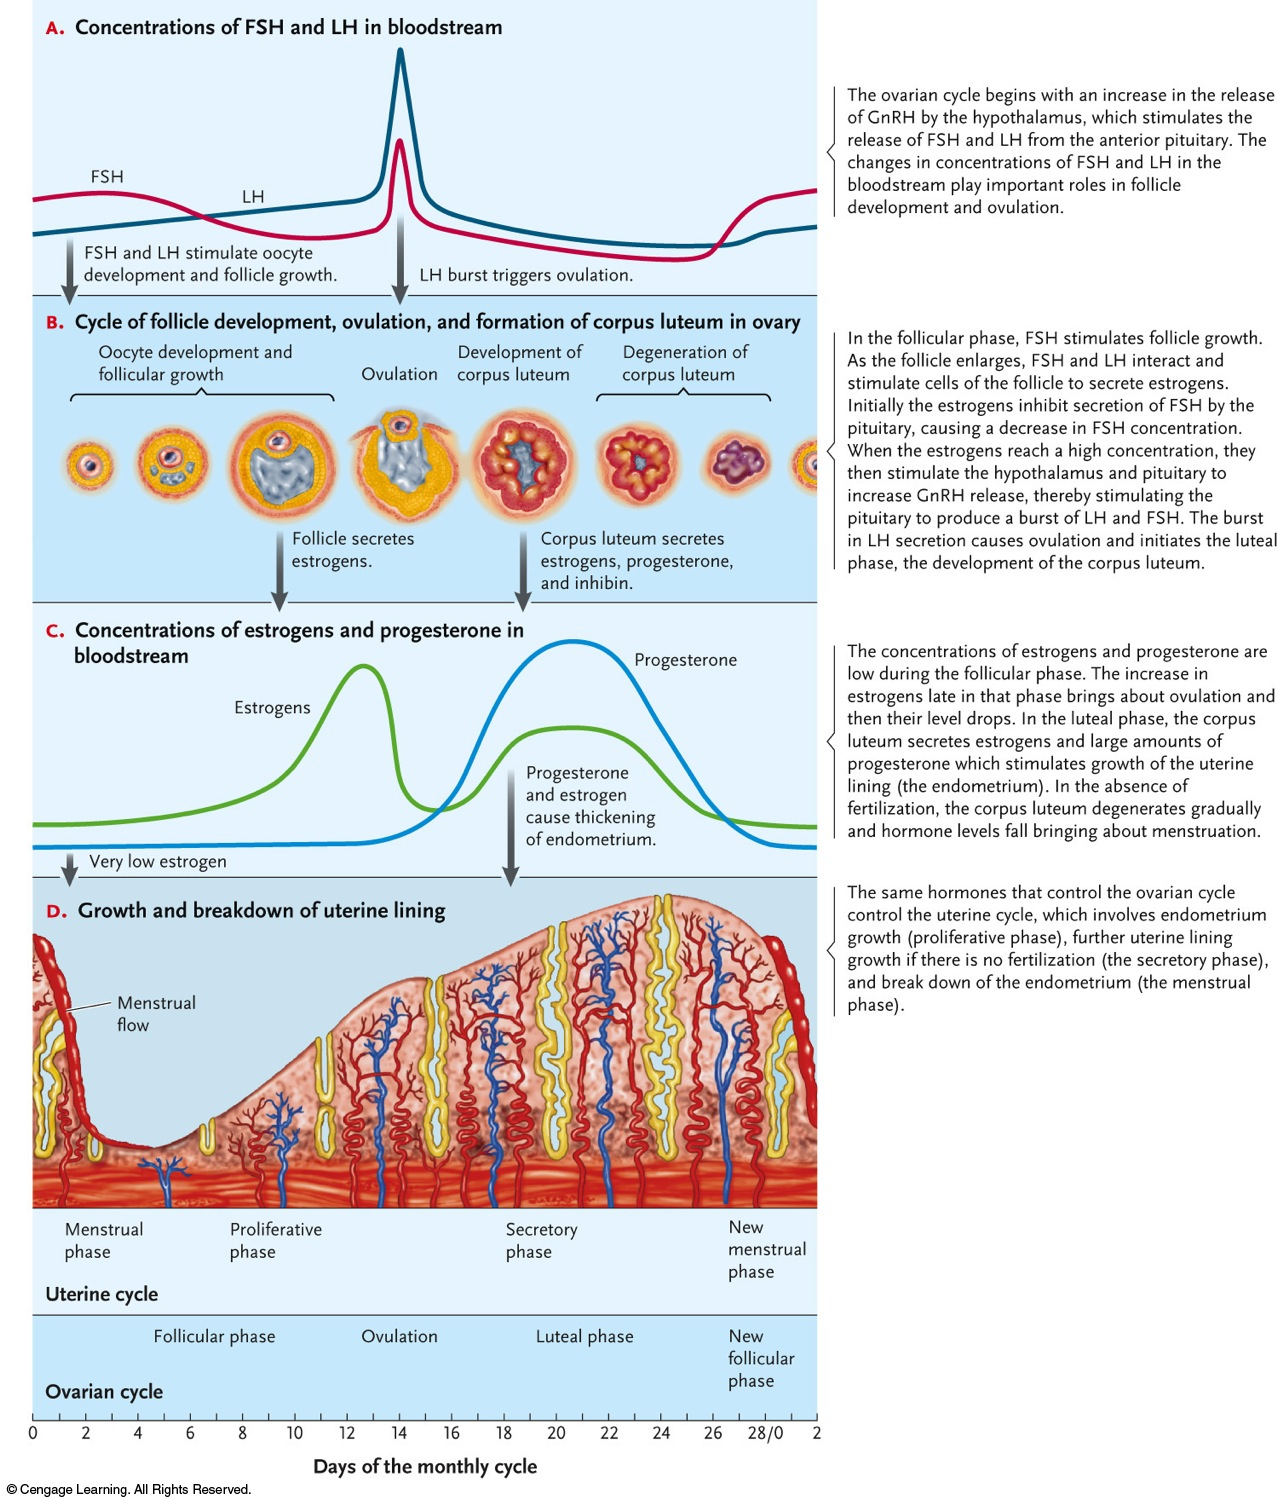 A. Concentrations of FSH and LH in bloodstream
FSH
LH
FSH and LH stimulate oocyte
development and follicle growth.
LH burst triggers ovulation.
The ovarian cycle begins with an increase in the release
of GnRH by the hypothalamus, which stimulates the
release of FSH and LH from the anterior pituitary. The
changes in concentrations of FSH and LH in the
bloodstream play important roles in follicle
development and ovulation.
B. Cycle of follicle development, ovulation, and formation of corpus luteum in ovary
Oocyte development and
follicular growth
Ovulation
Development of
corpus luteum
Degeneration of
corpus luteum
Follicle secretes
estrogens.
Corpus luteum secretes
estrogens, progesterone,
and inhibin.
In the follicular phase, FSH stimulates follicle growth.
As the follicle enlarges, FSH and LH interact and
stimulate cells of the follicle to secrete estrogens.
Initially the estrogens inhibit secretion of FSH by the
pituitary, causing a decrease in FSH concentration.
When the estrogens reach a high concentration, they
then stimulate the hypothalamus and pituitary to
increase GnRH release, thereby stimulating the
pituitary to produce a burst of LH and FSH. The burst
in LH secretion causes ovulation and initiates the luteal
phase, the development of the corpus luteum.
C. Concentrations of estrogens and progesterone in
bloodstream
Estrogens
Progesterone
Progesterone
and estrogen
cause thickening
of endometrium.
Very low estrogen
The concentrations of estrogens and progesterone are
low during the follicular phase. The increase in
estrogens late in that phase brings about ovulation and
then their level drops. In the luteal phase, the corpus
luteum secretes estrogens and large amounts of
progesterone which stimulates growth of the uterine
lining (the endometrium). In the absence of
fertilization, the corpus luteum degenerates gradually
and hormone levels fall bringing about menstruation.
D. Growth and breakdown of uterine lining
Menstrual
flow
The same hormones that control the ovarian cycle
control the uterine cycle, which involves endometrium
growth (proliferative phase), further uterine lining
growth if there is no fertilization (the secretory phase),
and break down of the endometrium (the menstrual
phase).
Menstrual
phase
Proliferative
phase
Secretory
phase
New
menstrual
phase
Uterine cycle
Follicular phase
Ovulation
Luteal phase
New
follicular
phase
Ovarian cycle
0 2 4 6 8 10 12 14 16 18 20 22 24 26 28/0 2
Days of the monthly cycle
© Cengage Learning. All Rights Reserved.